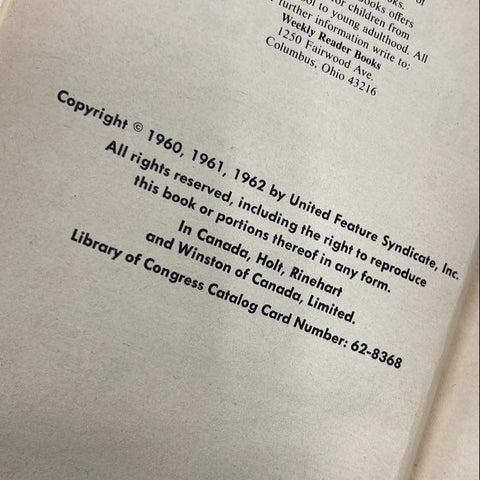 of
Books.
Books offers
for children from
ool to young adulthood. All
further information write to:
Weekly Reader Books
1250 Fairwood Ave.
Columbus, Ohio 43216
Copyright © 1960, 1961, 1962 by United Feature Syndicate, Inc.
All rights reserved, including the right to reproduce
this book or portions thereof in any form.
In Canada, Holt, Rinehart
and Winston of Canada, Limited.
Library of Congress Catalog Card Number: 62-8368